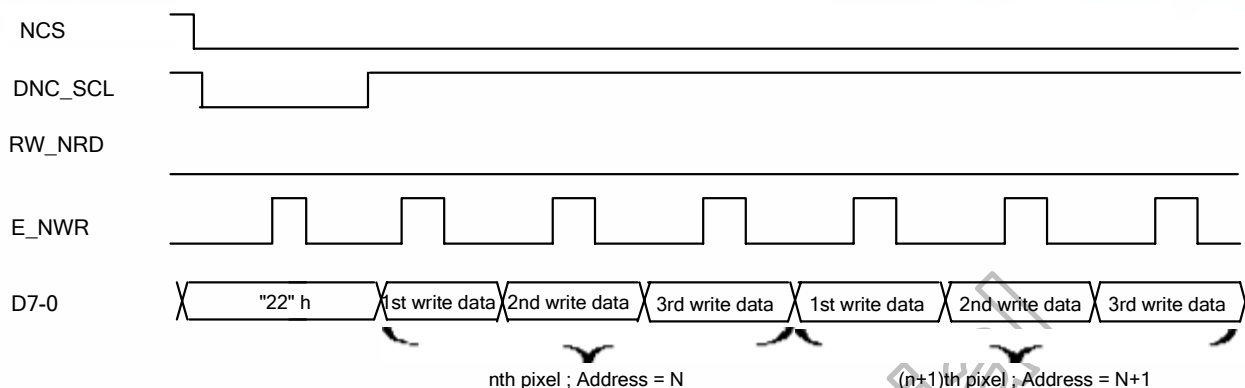 NCS
DNC_SCL
RW_NRD
E_NWR
D7-0
"22" h 1st write data 2nd write data 3rd write data 1st write data 2nd write data 3rd write data
nth pixel ; Address = N (n+1)th pixel ; Address = N+1